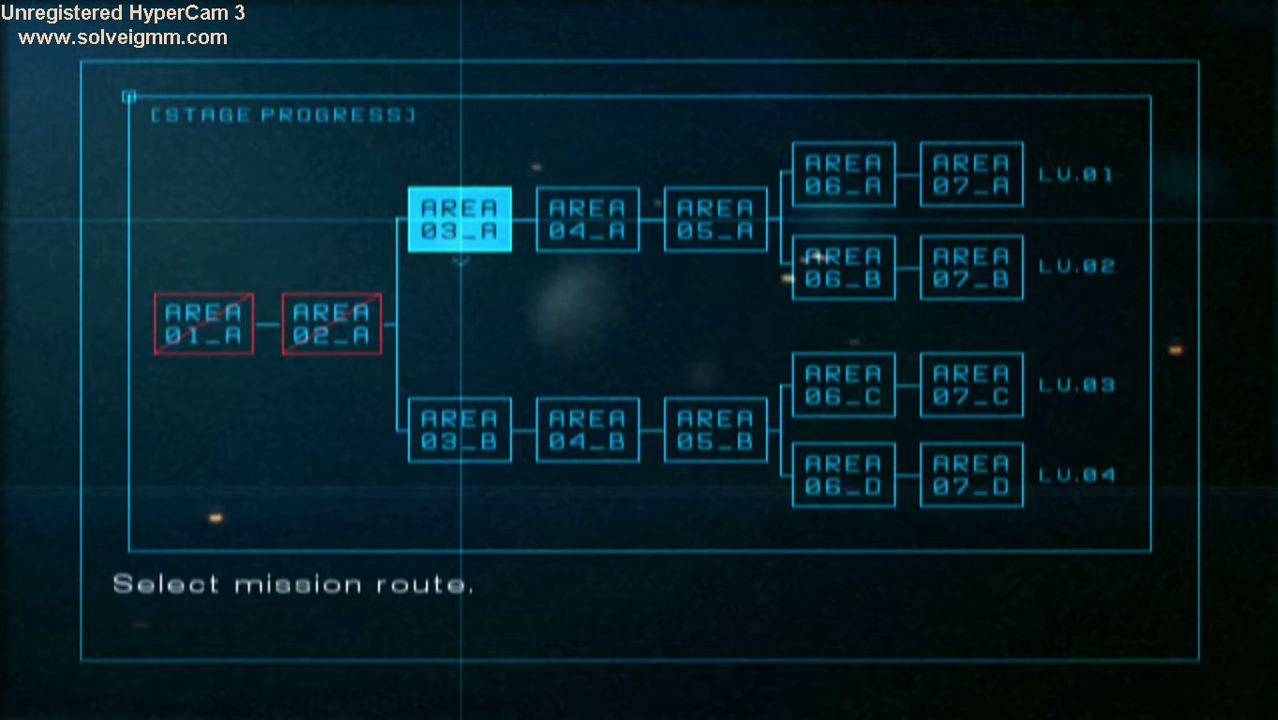 Unregistered HyperCam 3
www.solveigmm.com
[STAGE PROGRESS]
AREA
01_A
AREA
02_A
AREA
03_A
AREA
04_A
AREA
05_A
AREA
06_A
AREA
07_A
LV.01
AREA
06_B
AREA
07_B
LV.02
AREA
03_B
AREA
04_B
AREA
05_B
AREA
06_C
AREA
07_C
LV.03
AREA
06_D
AREA
07_D
LV.04
Select mission route.